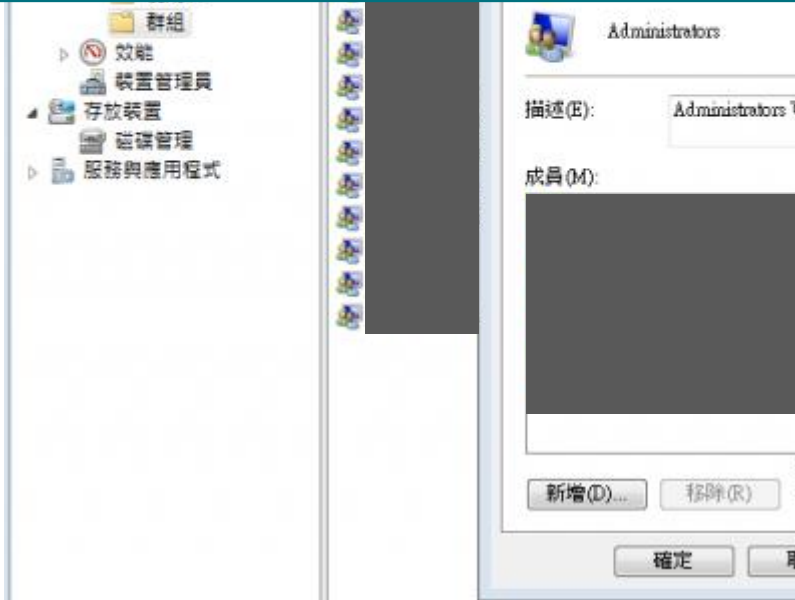 群組
效能
裝置管理員
存放裝置
磁碟管理
服務與應用程式
Administrators
描述(E):
Administrators
成員(M):
新增(D)...
移除(R)
確定